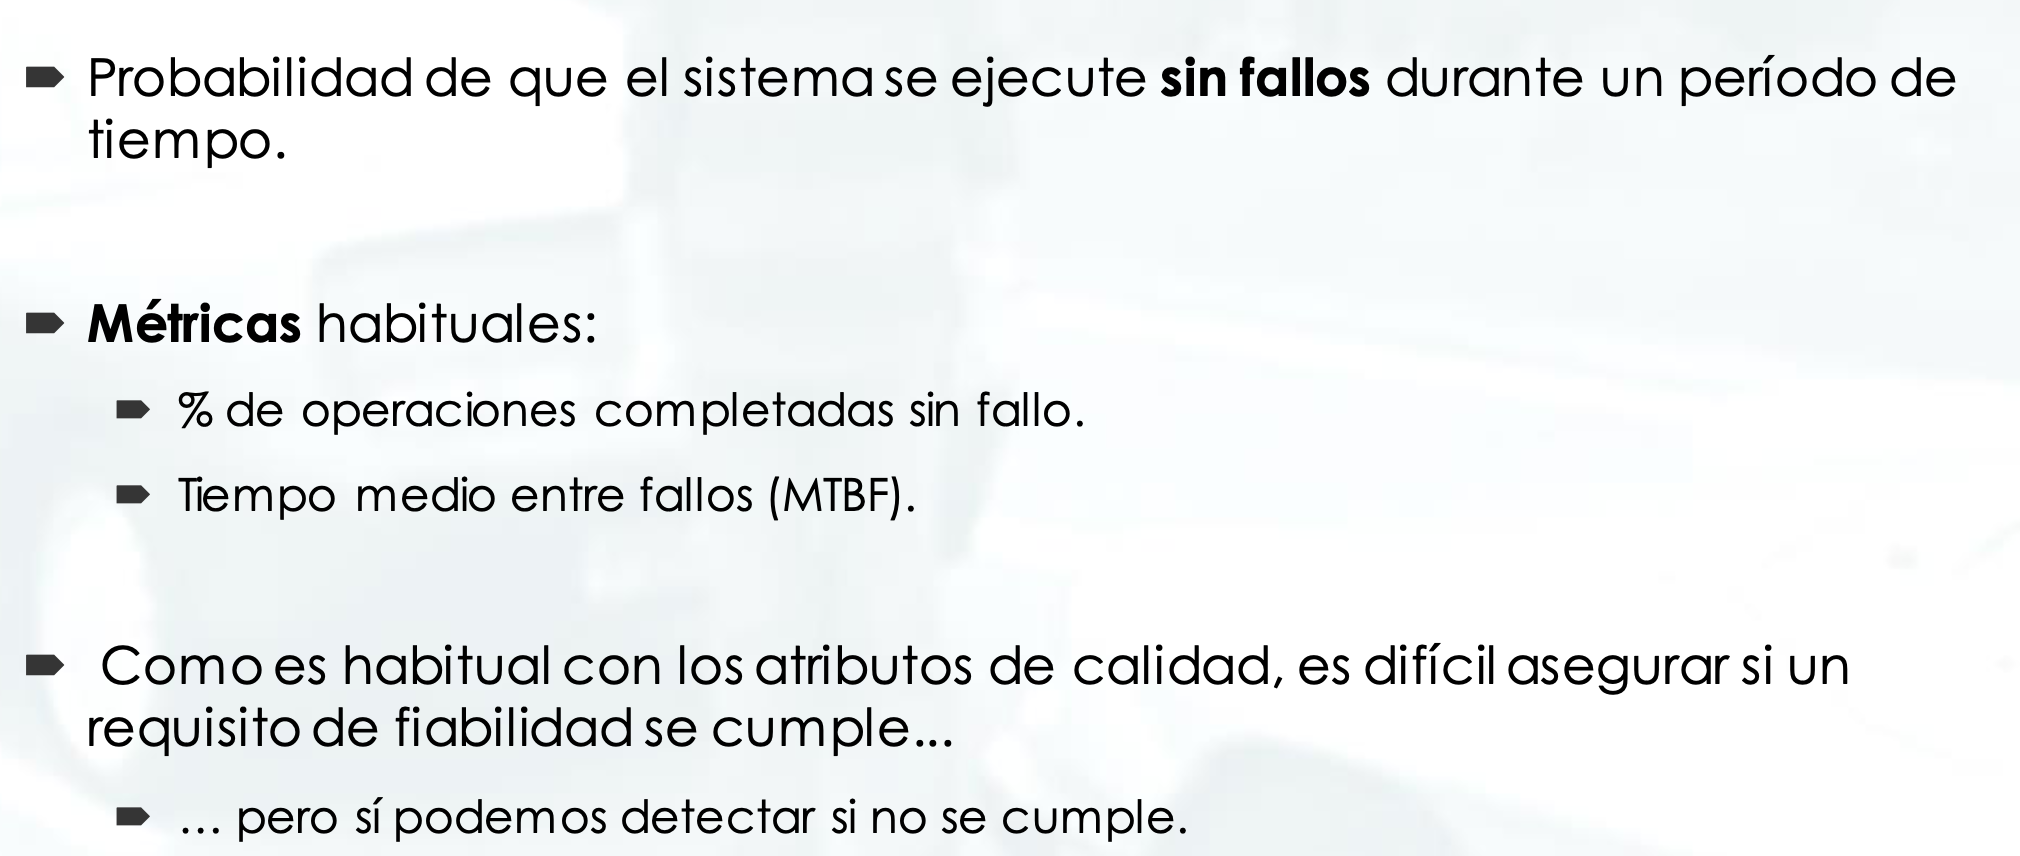 Probabilidad de que el sistema se ejecute sin fallos durante un período de
tiempo.
Métricas habituales:
% de operaciones completadas sin fallo.
Tiempo medio entre fallos (MTBF).
Como es habitual con los atributos de calidad, es difícil asegurar si un
requisito de fiabilidad se cumple...
... pero sí podemos detectar si no se cumple.